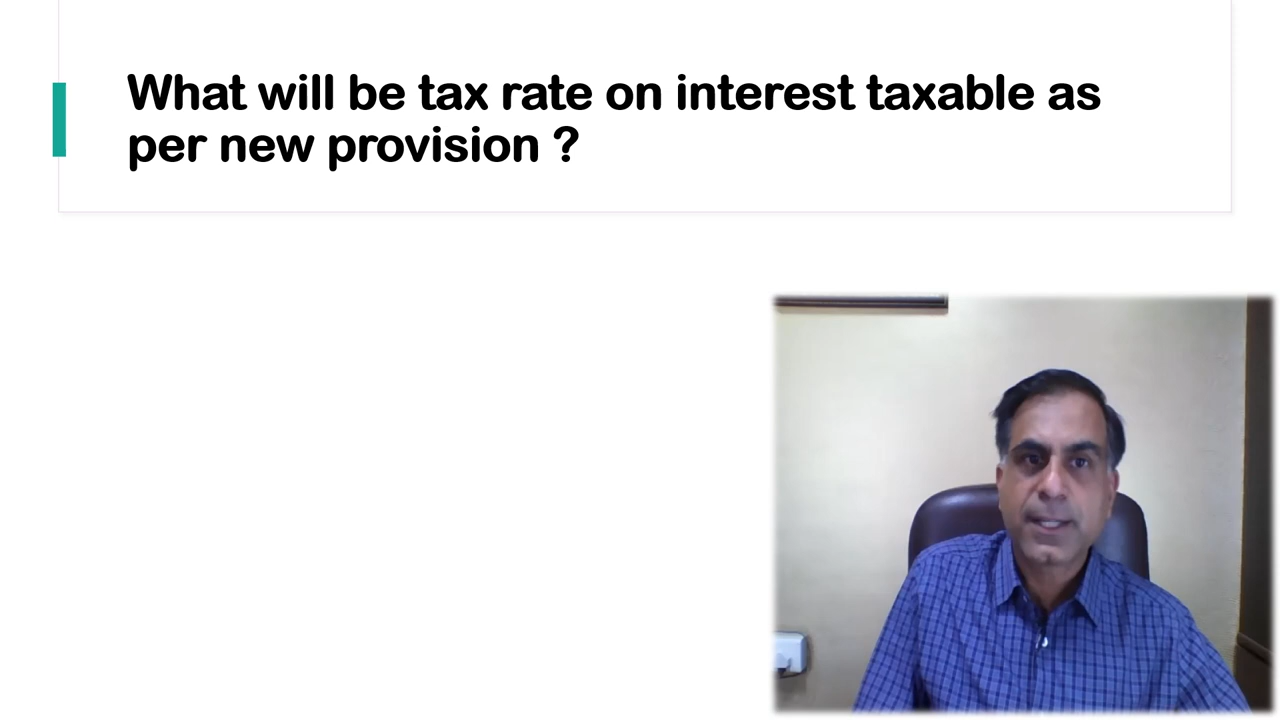 What will be tax rate on interest taxable as
per new provision ?